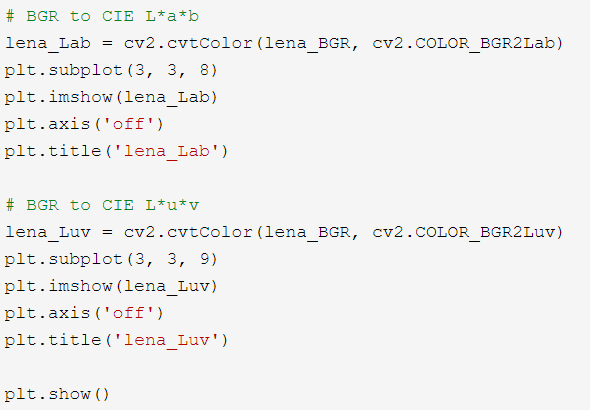 # BGR to CIE L*a*b
lena_Lab = cv2.cvtColor(lena_BGR, cv2.COLOR_BGR2Lab)
plt.subplot(3, 3, 8)
plt.imshow(lena_Lab)
plt.axis('off')
plt.title('lena_Lab')

# BGR to CIE L*u*v
lena_Luv = cv2.cvtColor(lena_BGR, cv2.COLOR_BGR2Luv)
plt.subplot(3, 3, 9)
plt.imshow(lena_Luv)
plt.axis('off')
plt.title('lena_Luv')

plt.show()